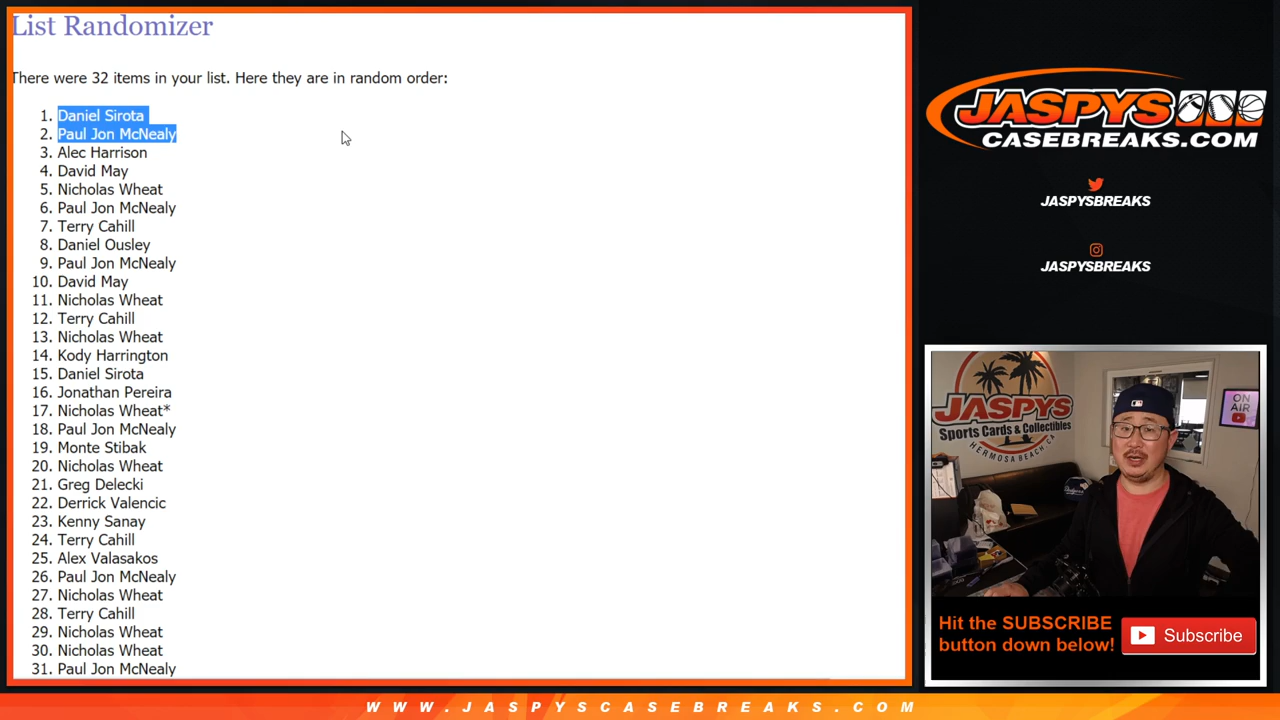 List Randomizer
There were 32 items in your list. Here they are in random order:
1. Daniel Sirota
2. Paul Jon McNealy
3. Alec Harrison
4. David May
5. Nicholas Wheat
6. Paul Jon McNealy
7. Terry Cahill
8. Daniel Ousley
9. Paul Jon McNealy
10. David May
11. Nicholas Wheat
12. Terry Cahill
13. Nicholas Wheat
14. Kody Harrington
15. Daniel Sirota
16. Jonathan Pereira
17. Nicholas Wheat*
18. Paul Jon McNealy
19. Monte Stibak
20. Nicholas Wheat
21. Greg Delecki
22. Derrick Valencic
23. Kenny Sanay
24. Terry Cahill
25. Alex Valasakos
26. Paul Jon McNealy
27. Nicholas Wheat
28. Terry Cahill
29. Nicholas Wheat
30. Nicholas Wheat
31. Paul Jon McNealy
JASPYS
CASEBREAKS.COM
JASPYSBREAKS
JASPYSBREAKS
JASPYS
Sports Cards & Collectibles
HERMOSA BEACH, CA
ON
AIR
Hit the SUBSCRIBE
button down below!
Subscribe
WWW.JASPYSCASEBREAKS.COM